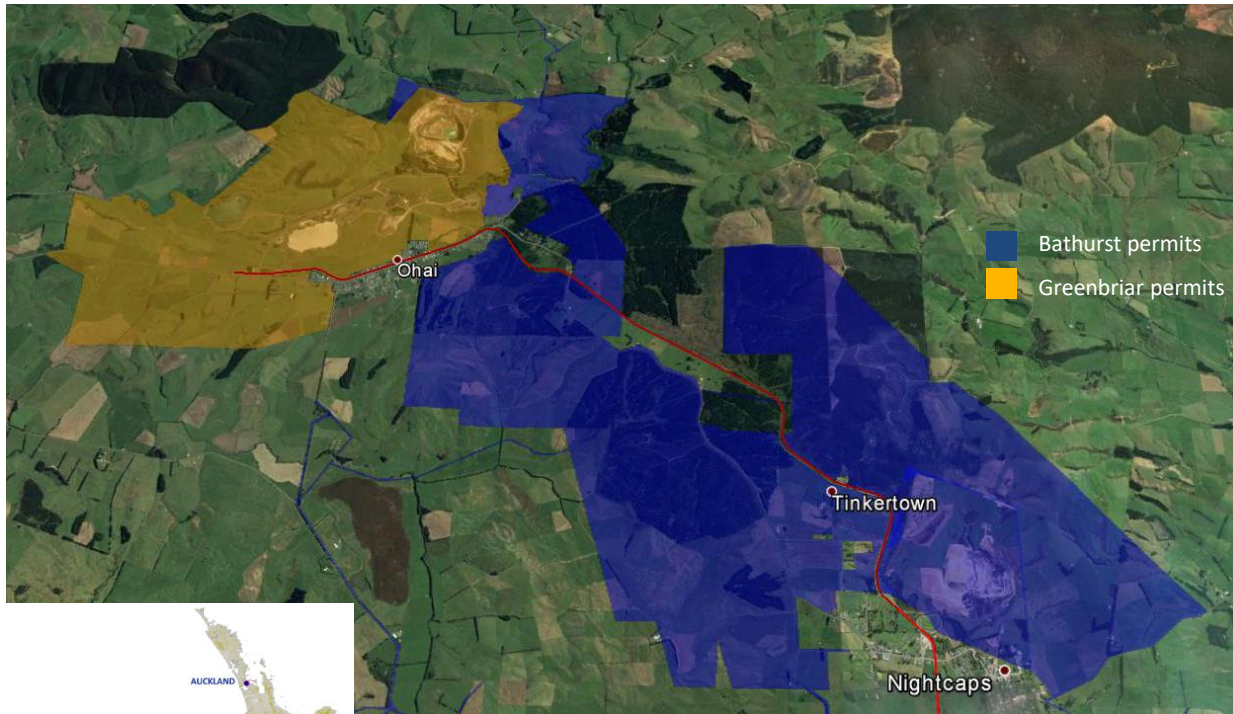 Bathurst permits
Greenbriar permits
Ohai
Tinkertown
Nightcaps
AUCKLAND